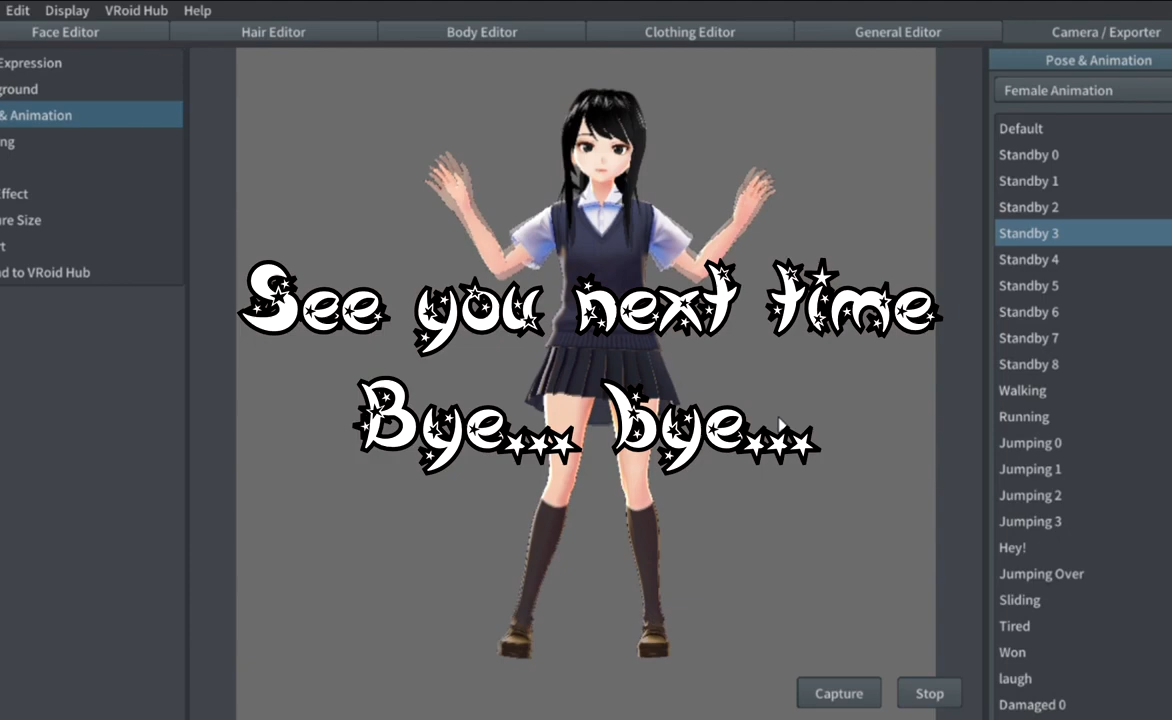 Edit Display VRoid Hub Help
Face Editor Hair Editor Body Editor Clothing Editor General Editor Camera / Exporter
Expression
ground
& Animation
ng
ffect
re Size
rt
d to VRoid Hub
See you next time
Bye... bye...
Capture Stop
Pose & Animation
Female Animation
Default
Standby 0
Standby 1
Standby 2
Standby 3
Standby 4
Standby 5
Standby 6
Standby 7
Standby 8
Walking
Running
Jumping 0
Jumping 1
Jumping 2
Jumping 3
Hey!
Jumping Over
Sliding
Tired
Won
laugh
Damaged 0